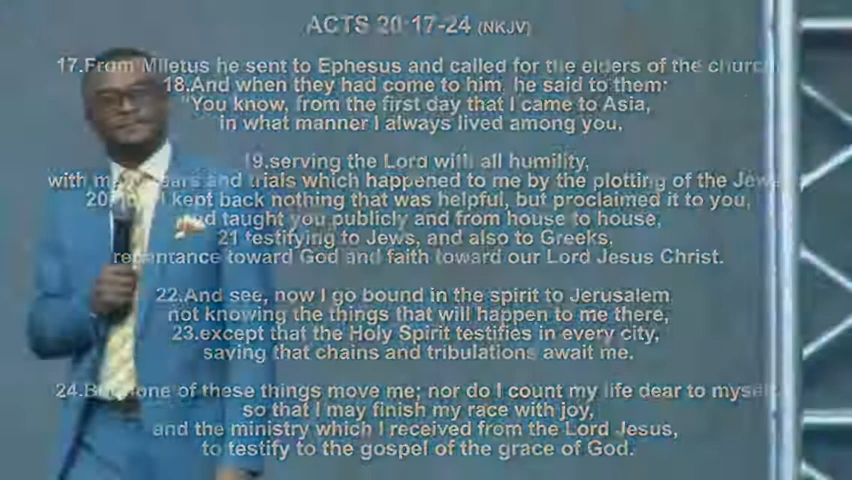 ACTS 20:17-24 (NKJV)
17.From Miletus he sent to Ephesus and called for the elders of the church,
18.And when they had come to him, he said to them:
"You know, from the first day that I came to Asia,
in what manner I always lived among you,
19.serving the Lord with all humility,
with many tears and trials which happened to me by the plotting of the Jews
20. how I kept back nothing that was helpful, but proclaimed it to you,
and taught you publicly and from house to house,
21 testifying to Jews, and also to Greeks,
repentance toward God and faith toward our Lord Jesus Christ.
22.And see, now I go bound in the spirit to Jerusalem
not knowing the things that will happen to me there,
23.except that the Holy Spirit testifies in every city,
saying that chains and tribulations await me.
24.But none of these things move me; nor do I count my life dear to myself,
so that I may finish my race with joy,
and the ministry which I received from the Lord Jesus,
to testify to the gospel of the grace of God.